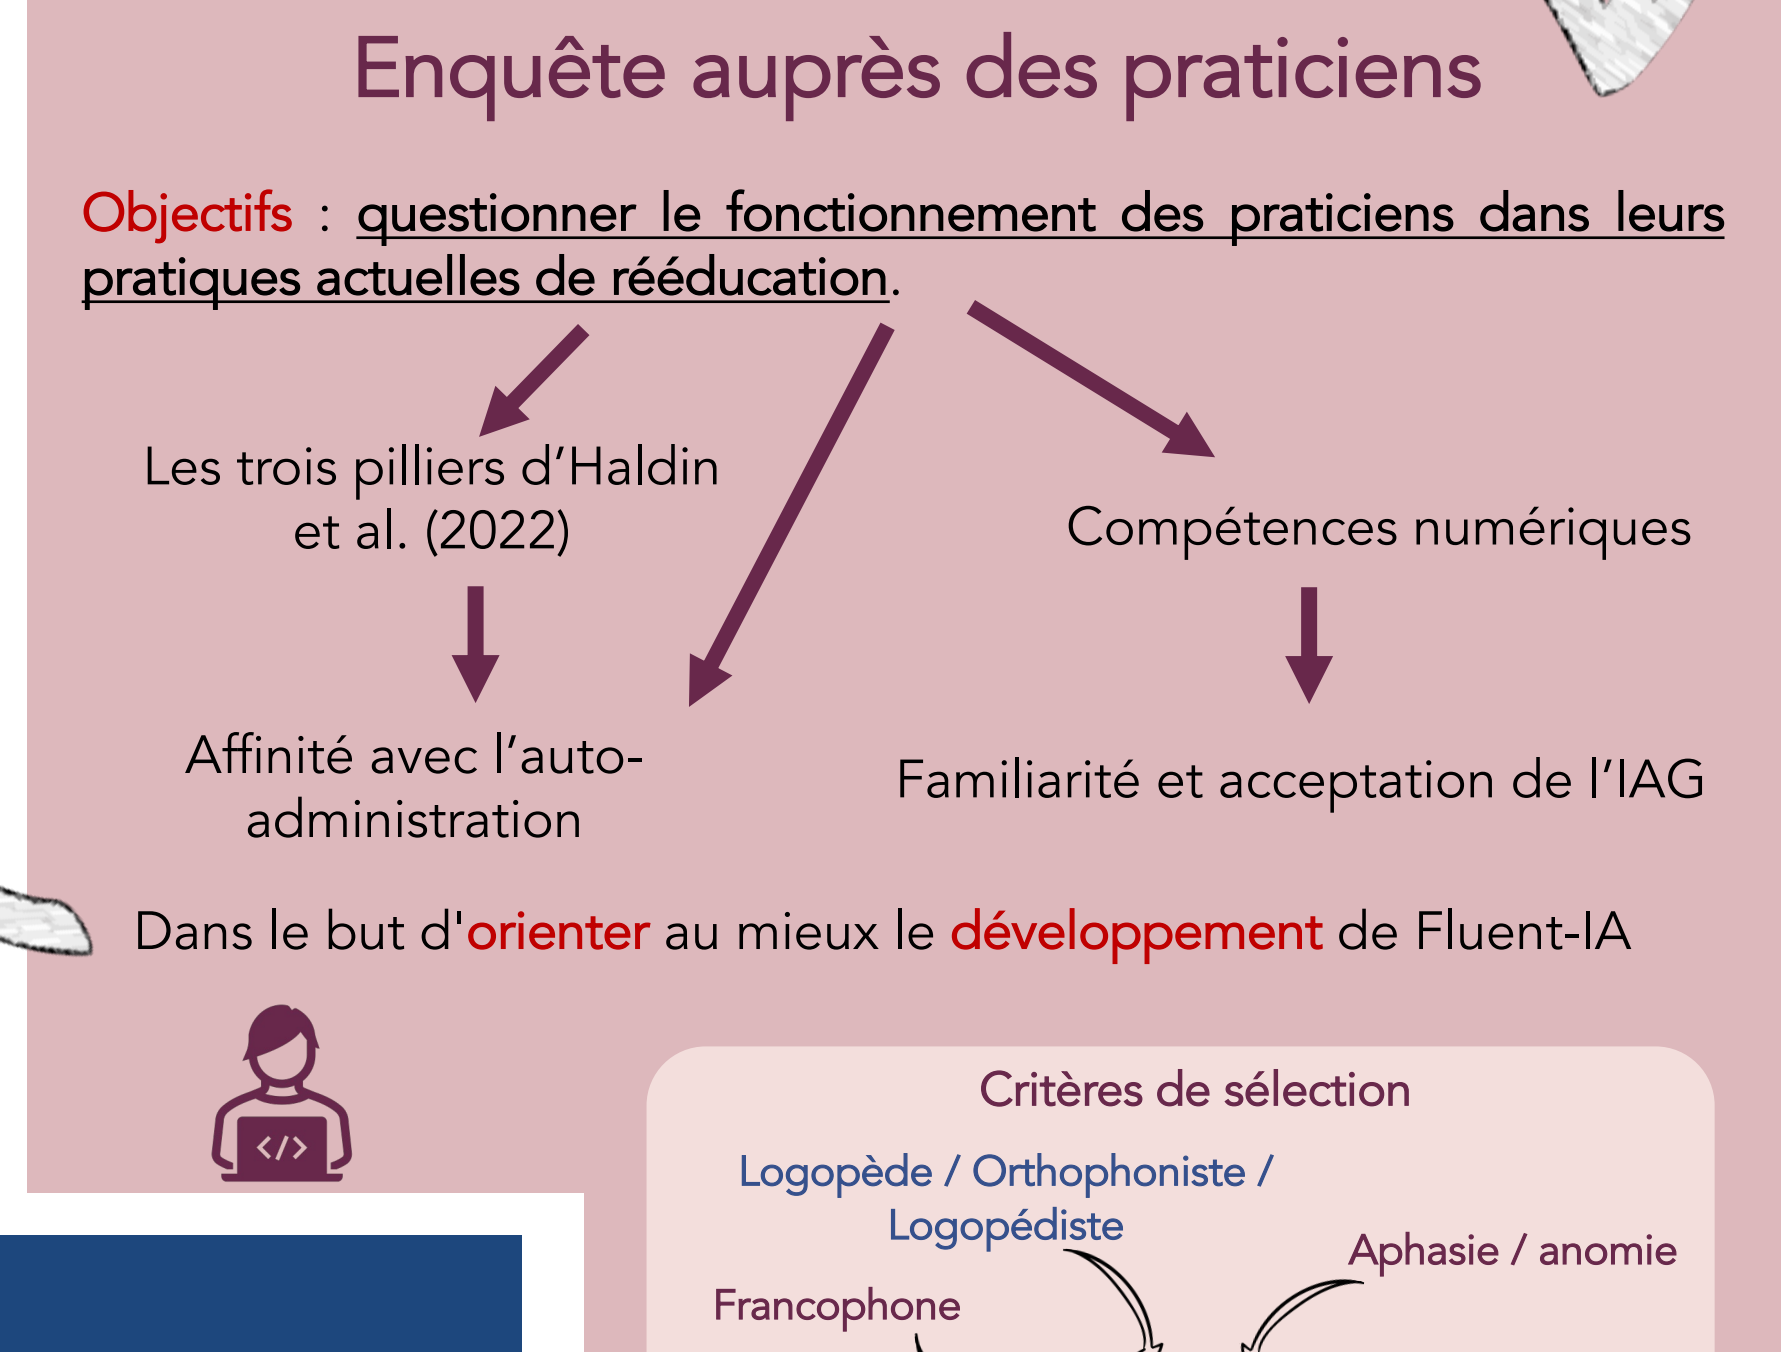 Enquête auprès des praticiens
Objectifs : questionner le fonctionnement des praticiens dans leurs
pratiques actuelles de rééducation.
Les trois pilliers d’Haldin
et al. (2022)
Compétences numériques
Affinité avec l’auto-
administration
Familiarité et acceptation de l’IAG
Dans le but d'orienter au mieux le développement de Fluent-IA
</>
Critères de sélection
Logopède / Orthophoniste /
Logopédiste
Aphasie / anomie
Francophone